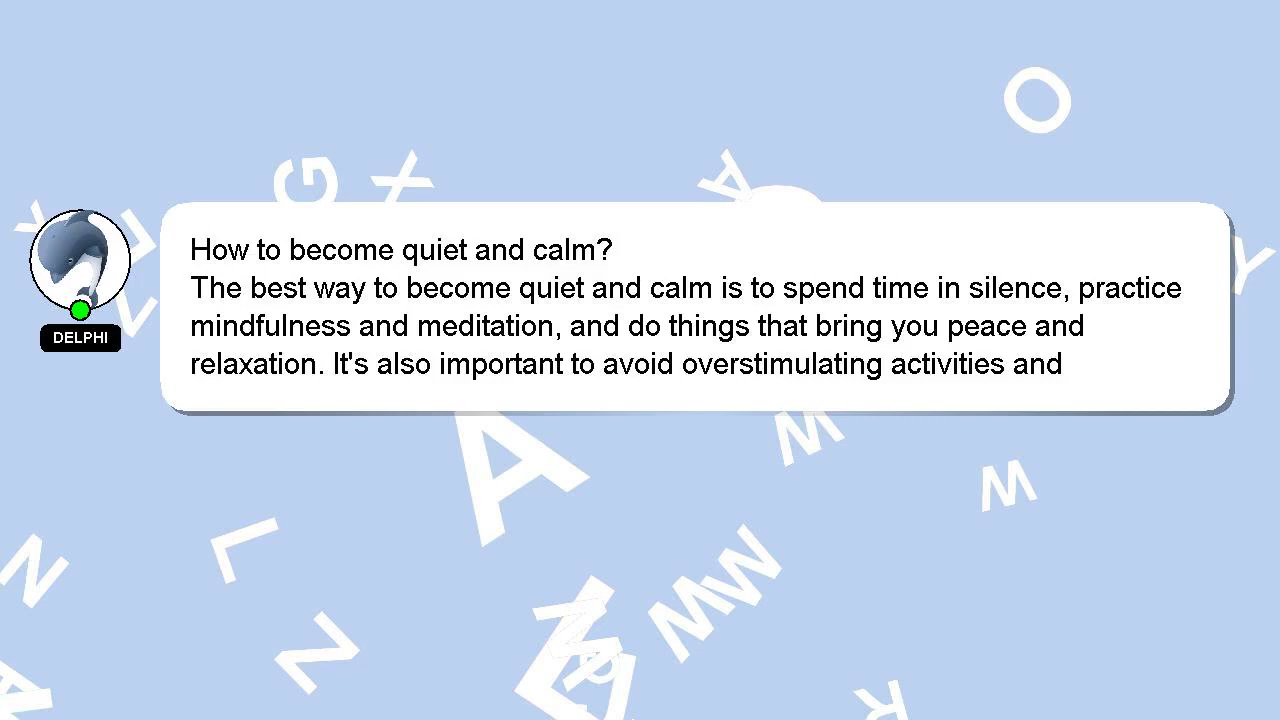 How to become quiet and calm?
The best way to become quiet and calm is to spend time in silence, practice
mindfulness and meditation, and do things that bring you peace and
relaxation. It's also important to avoid overstimulating activities and
DELPHI
O
G
X
A
Y
A
W
W
L
N
Z
W
W
R